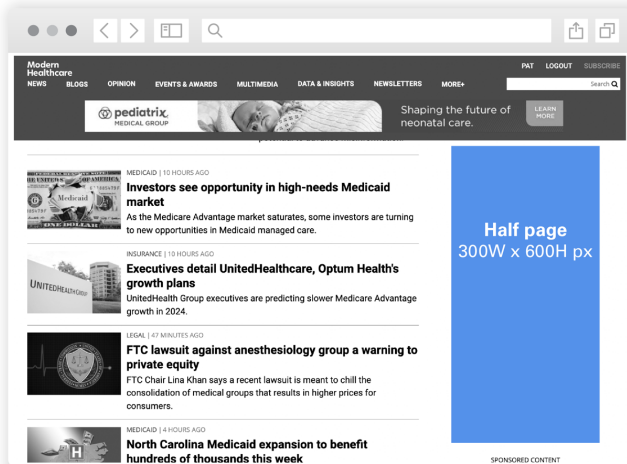 Modern
Healthcare
PAT LOGOUT SUBSCRIBE
NEWS BLOGS OPINION EVENTS & AWARDS MULTIMEDIA DATA & INSIGHTS NEWSLETTERS MORE+
Search
pediatrix
MEDICAL GROUP
Shaping the future of
neonatal care.
LEARN
MORE
MEDICAID | 10 HOURS AGO
Investors see opportunity in high-needs Medicaid
market
As the Medicare Advantage market saturates, some investors are turning
to new opportunities in Medicaid managed care.
Medicaid
ONE DOLLAR
INSURANCE | 10 HOURS AGO
Executives detail UnitedHealthcare, Optum Health's
growth plans
UnitedHealth Group executives are predicting slower Medicare Advantage
growth in 2024.
UNITEDHEALTH GROUP
LEGAL | 47 MINUTES AGO
FTC lawsuit against anesthesiology group a warning to
private equity
FTC Chair Lina Khan says a recent lawsuit is meant to chill the
consolidation of medical groups that results in higher prices for
consumers.
MEDICAID | 4 HOURS AGO
North Carolina Medicaid expansion to benefit
hundreds of thousands this week
H
Half page
300W x 600H px
SPONSORED CONTENT